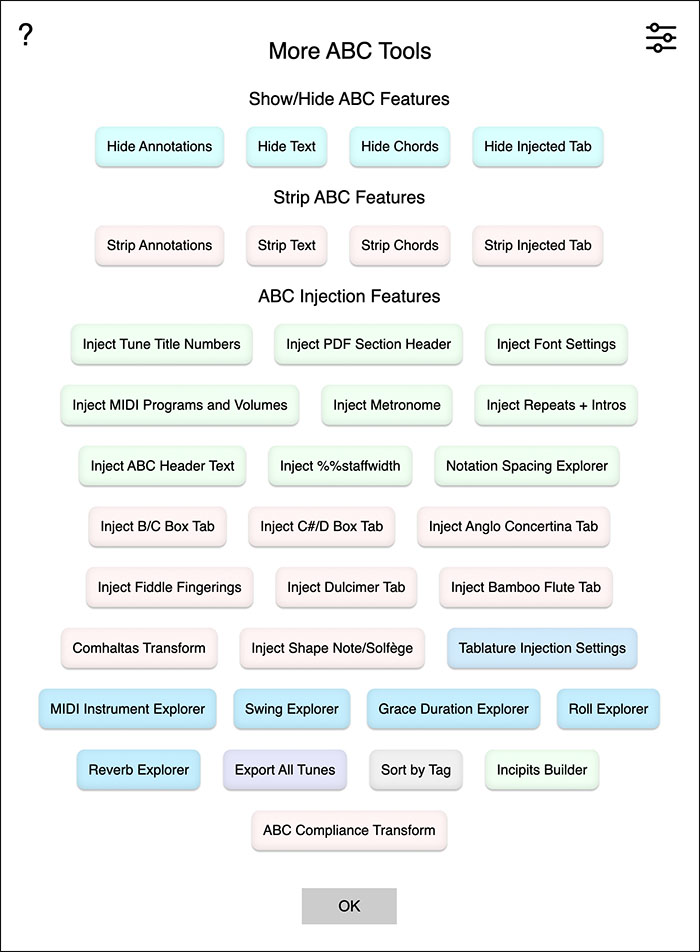 ?
More ABC Tools
Show/Hide ABC Features
Hide Annotations Hide Text Hide Chords Hide Injected Tab
Strip ABC Features
Strip Annotations Strip Text Strip Chords Strip Injected Tab
ABC Injection Features
Inject Tune Title Numbers Inject PDF Section Header Inject Font Settings
Inject MIDI Programs and Volumes Inject Metronome Inject Repeats + Intros
Inject ABC Header Text Inject %%staffwidth Notation Spacing Explorer
Inject B/C Box Tab Inject C#/D Box Tab Inject Anglo Concertina Tab
Inject Fiddle Fingerings Inject Dulcimer Tab Inject Bamboo Flute Tab
Comhaltas Transform Inject Shape Note/Solfège Tablature Injection Settings
MIDI Instrument Explorer Swing Explorer Grace Duration Explorer Roll Explorer
Reverb Explorer Export All Tunes Sort by Tag Incipits Builder
ABC Compliance Transform
OK